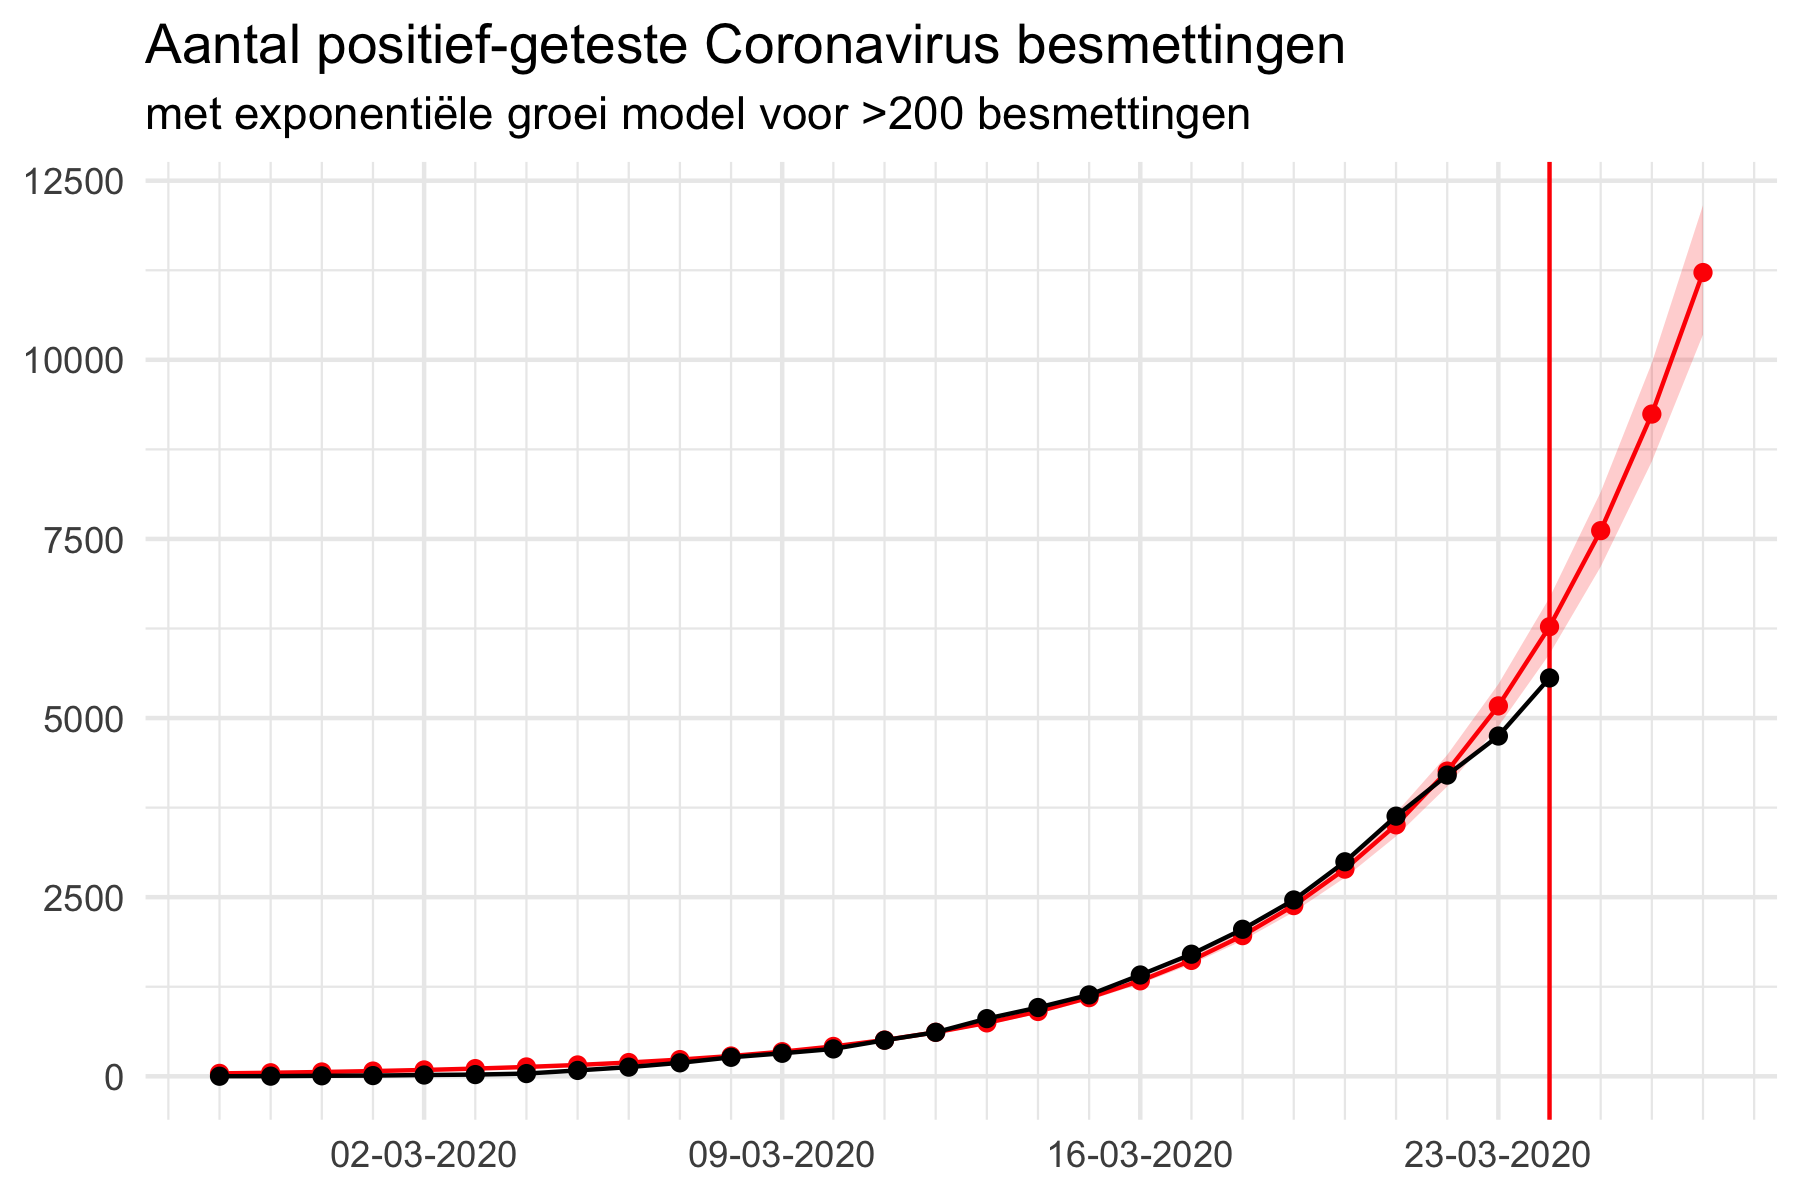 Aantal positief-geteste Coronavirus besmettingen
met exponentiële groei model voor >200 besmettingen
12500
10000
7500
5000
2500
0
02-03-2020 09-03-2020 16-03-2020 23-03-2020